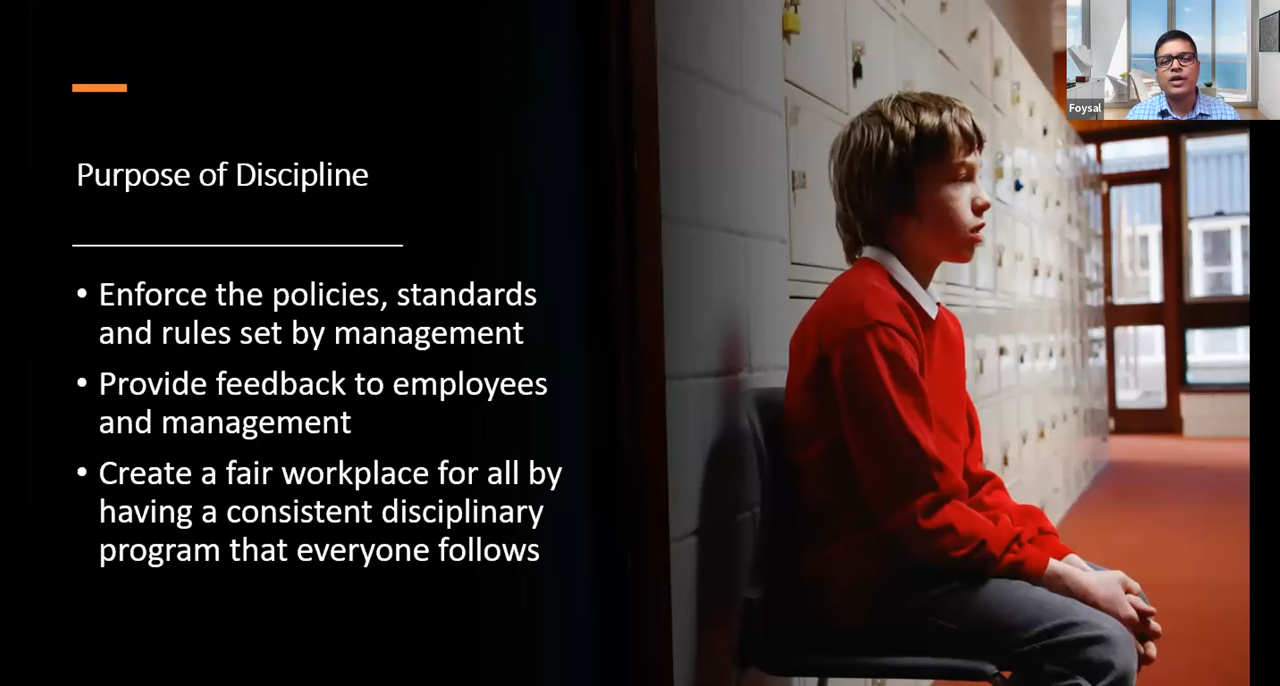 Foysal
Purpose of Discipline
• Enforce the policies, standards
and rules set by management
• Provide feedback to employees
and management
• Create a fair workplace for all by
having a consistent disciplinary
program that everyone follows